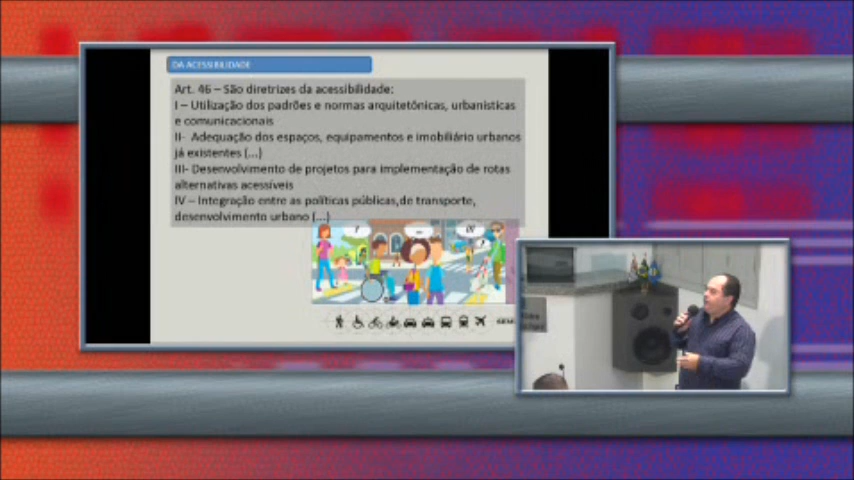 DA ACESSIBILIDADE
Art. 46 – São diretrizes da acessibilidade:
I – Utilização dos padrões e normas arquitetônicas, urbanísticas
e comunicacionais
II- Adequação dos espaços, equipamentos e imobiliário urbanos
já existentes (...)
III- Desenvolvimento de projetos para implementação de rotas
alternativas acessíveis
IV – Integração entre as políticas públicas,de transporte,
desenvolvimento urbano (...)